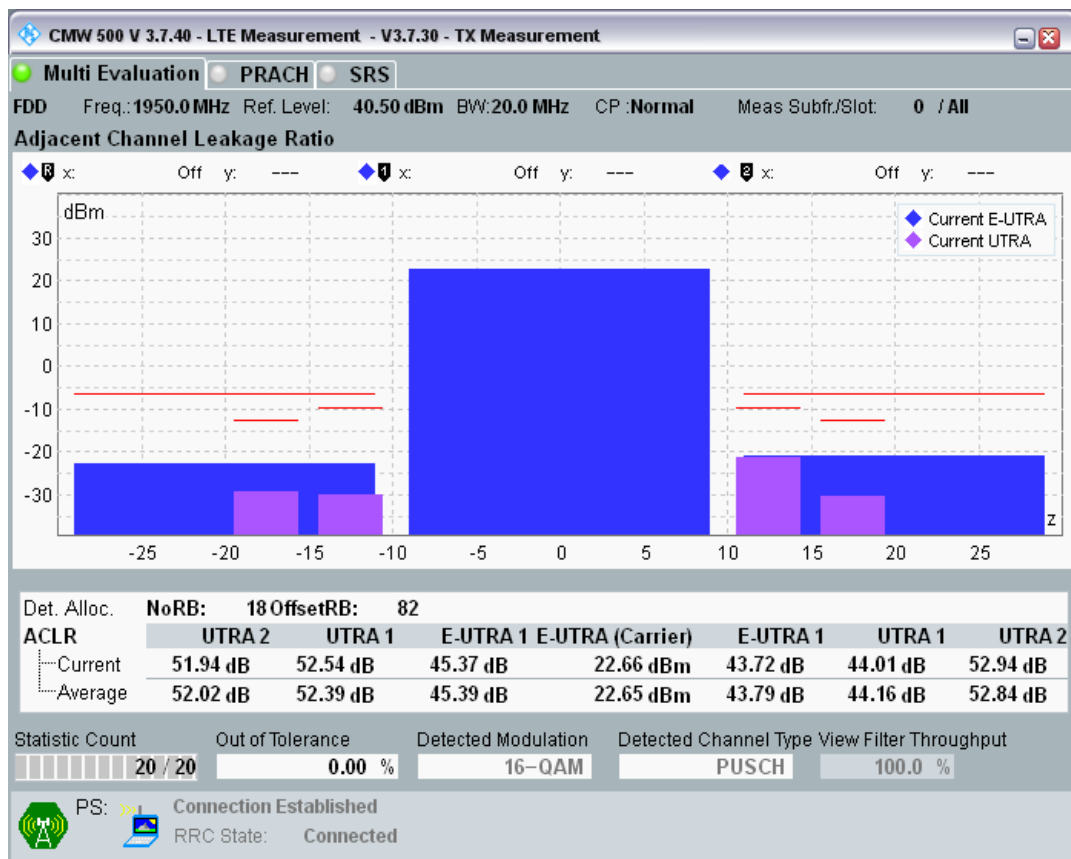 CMW 500 V 3.7.40 - LTE Measurement - V3.7.30 - TX Measurement
Multi Evaluation PRACH SRS
FDD Freq.:1950.0 MHz Ref. Level: 40.50 dBm BW:20.0 MHz CP :Normal Meas Subfr./Slot: 0 / All
Adjacent Channel Leakage Ratio
R x: Off y: --- 1 x: Off y: --- 2 x: Off y: ---
dBm
Current E-UTRA
Current UTRA
30
20
10
0
-10
-20
-30
z
-25 -20 -15 -10 -5 0 5 10 15 20 25
Det. Alloc. NoRB: 18 OffsetRB: 82
ACLR UTRA 2 UTRA 1 E-UTRA 1 E-UTRA (Carrier) E-UTRA 1 UTRA 1 UTRA 2
Current 51.94 dB 52.54 dB 45.37 dB 22.66 dBm 43.72 dB 44.01 dB 52.94 dB
Average 52.02 dB 52.39 dB 45.39 dB 22.65 dBm 43.79 dB 44.16 dB 52.84 dB
Statistic Count Out of Tolerance Detected Modulation Detected Channel Type View Filter Throughput
20 / 20 0.00 % 16-QAM PUSCH 100.0 %
PS: Connection Established
RRC State: Connected